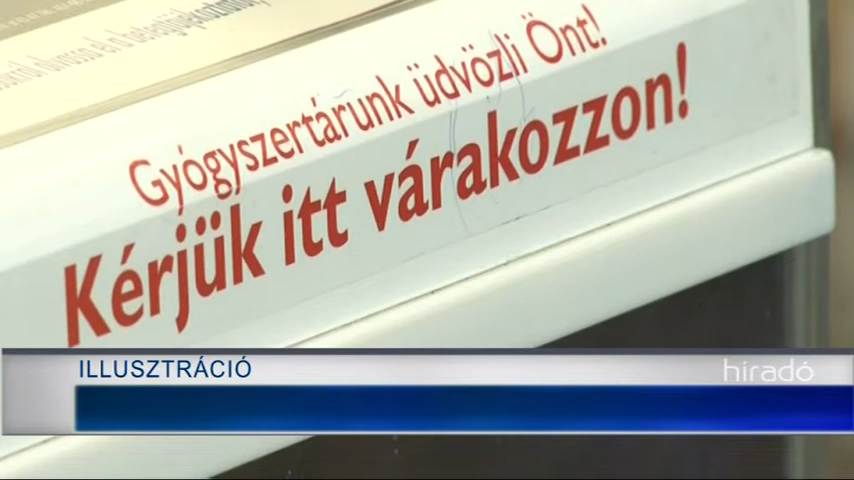 Gyógyszertárunk üdvözli Önt!
Kérjük itt várakozzon!
ILLUSZTRÁCIÓ
híradó